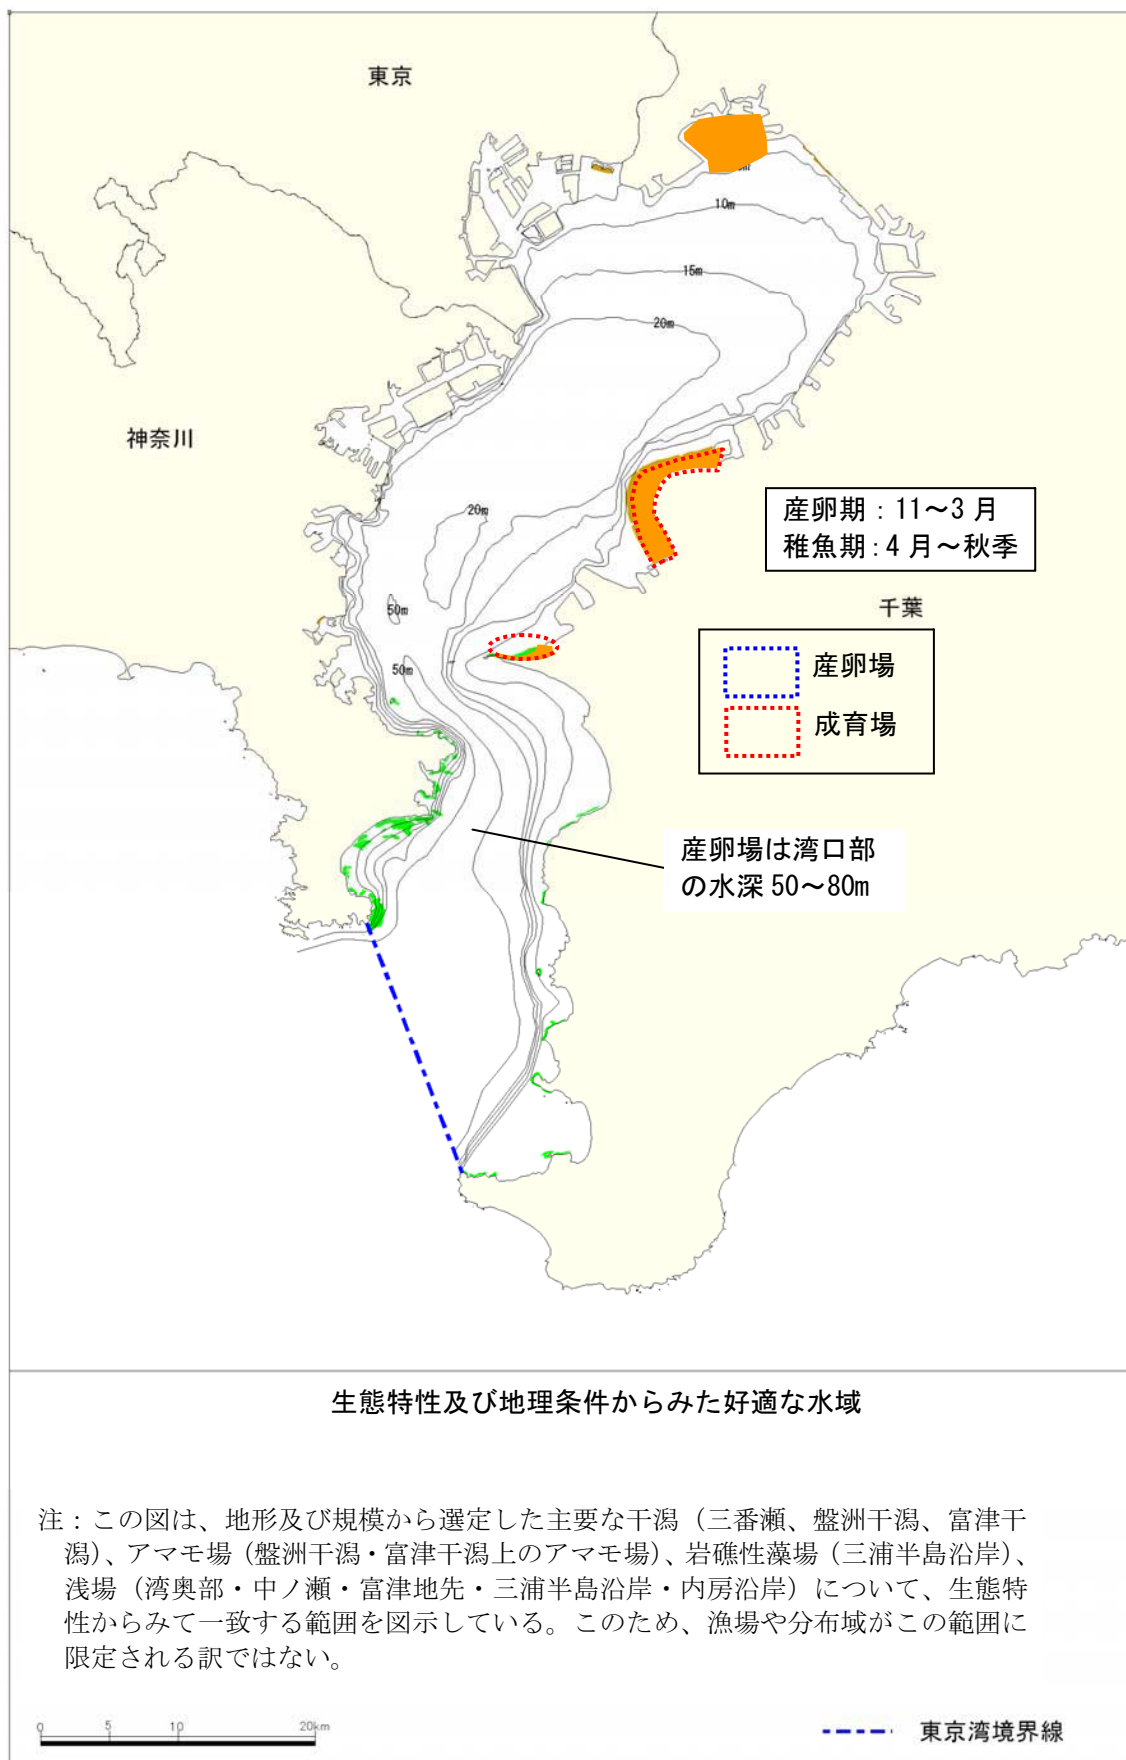 東京
10m
15m
20m
神奈川
20m
産卵期：11～3 月
稚魚期：4 月～秋季
50m
千葉
産卵場
50m
成育場
産卵場は湾口部
の水深 50～80m
生態特性及び地理条件からみた好適な水域
注：この図は、地形及び規模から選定した主要な干潟（三番瀬、盤洲干潟、富津干
潟）、アマモ場（盤洲干潟・富津干潟上のアマモ場）、岩礁性藻場（三浦半島沿岸）、
浅場（湾奥部・中ノ瀬・富津地先・三浦半島沿岸・内房沿岸）について、生態特
性からみて一致する範囲を図示している。このため、漁場や分布域がこの範囲に
限定される訳ではない。
0 5 10 20km
東京湾境界線